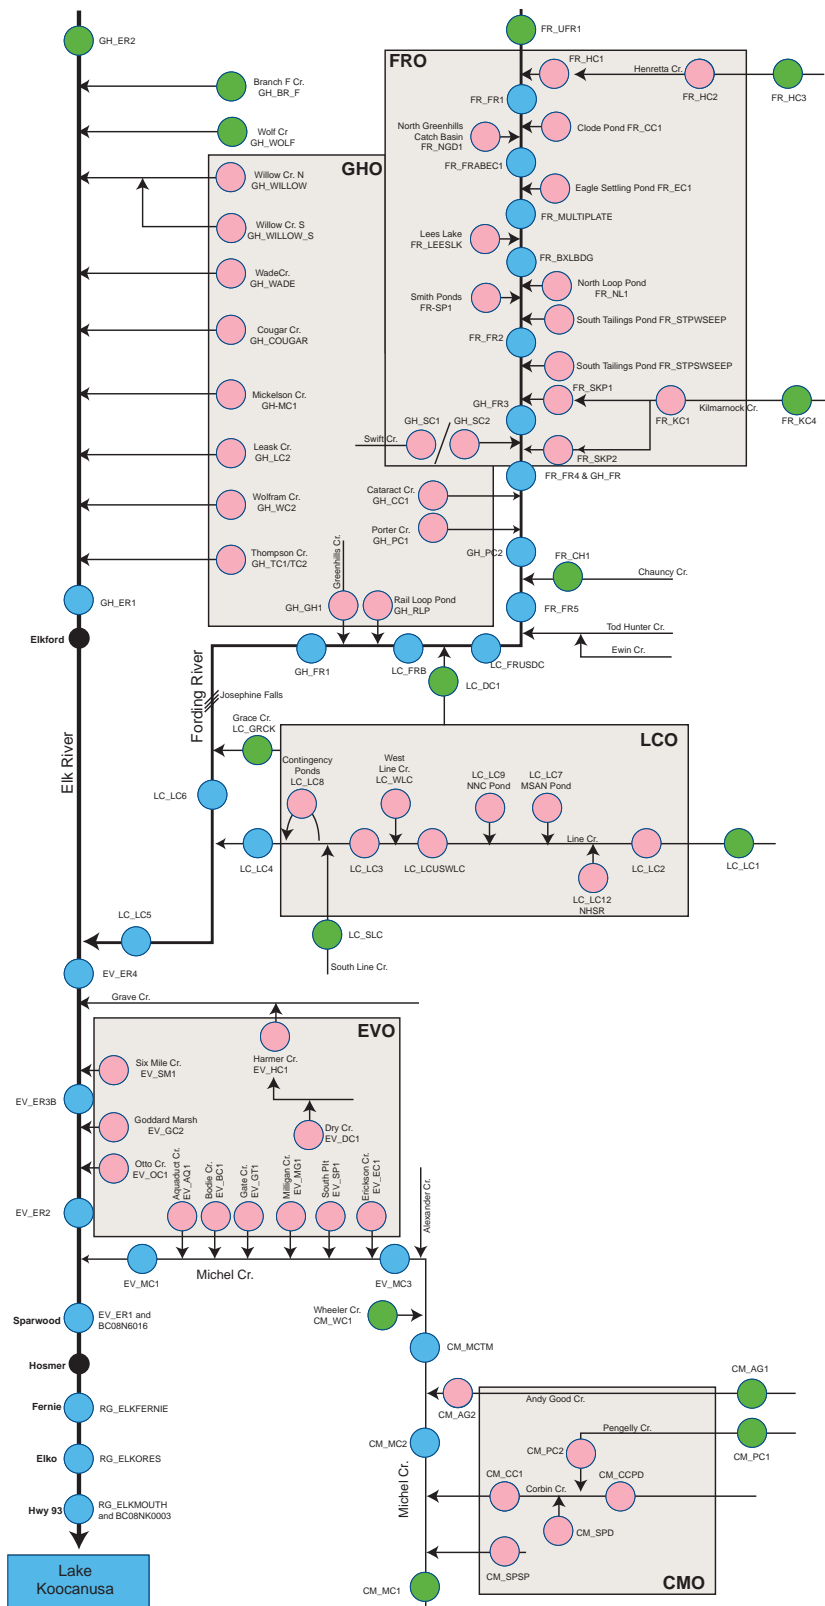 GH_ER2
Branch F Cr.
GH_BR_F
Wolf Cr
GH_WOLF
GHO
Willow Cr. N
GH_WILLOW
Willow Cr. S
GH_WILLOW_S
WadeCr.
GH_WADE
Cougar Cr.
GH_COUGAR
Mickelson Cr.
GH-MC1
Leask Cr.
GH_LC2
Wolfram Cr.
GH_WC2
Thompson Cr.
GH_TC1/TC2
GH_ER1
Elkford
Elk River
FR_UFR1
FRO
FR_HC1
Henretta Cr.
FR_HC2
FR_HC3
FR_FR1
North Greenhills
Catch Basin
FR_NGD1
Clode Pond FR_CC1
FR_FRABEC1
Eagle Settling Pond FR_EC1
FR_MULTIPLATE
Lees Lake
FR_LEESLK
FR_BXLBDG
North Loop Pond
FR_NL1
Smith Ponds
FR-SP1
South Tailings Pond FR_STPWSEEP
FR_FR2
South Tailings Pond FR_STPSWSEEP
FR_SKP1
GH_FR3
FR_KC1
Kilmarnock Cr.
FR_KC4
GH_SC1
GH_SC2
Swift Cr.
FR_SKP2
FR_FR4 & GH_FR
Cataract Cr.
GH_CC1
Porter Cr.
GH_PC1
GH_PC2
FR_CH1
Chauncy Cr.
Greenhills Cr.
GH_GH1
Rail Loop Pond
GH_RLP
FR_FR5
Tod Hunter Cr.
Ewin Cr.
GH_FR1
LC_FRB
LC_FRUSDC
LC_DC1
Fording River
Josephine Falls
Grace Cr.
LC_GRCK
LCO
Contingency
Ponds
LC_LC8
West
Line Cr.
LC_WLC
LC_LC9
NNC Pond
LC_LC7
MSAN Pond
LC_LC6
LC_LC4
LC_LC3
LC_LCUSWLC
Line Cr.
LC_LC2
LC_LC1
LC_LC12
NHSR
LC_SLC
South Line Cr.
LC_LC5
EV_ER4
Grave Cr.
EVO
Harmer Cr.
EV_HC1
Six Mile Cr.
EV_SM1
EV_ER3B
Goddard Marsh
EV_GC2
Dry Cr.
EV_DC1
Otto Cr.
EV_OC1
Aquaduct Cr.
EV_AQ1
Bodie Cr.
EV_BC1
Gate Cr.
EV_GT1
Milligan Cr.
EV_MG1
South Pit
EV_SP1
Erickson Cr.
EV_EC1
Alexander Cr.
EV_ER2
EV_MC1
Michel Cr.
EV_MC3
Sparwood
EV_ER1 and
BC08N6016
Wheeler Cr.
CM_WC1
CM_MCTM
Hosmer
Fernie
RG_ELKFERNIE
CM_AG2
Andy Good Cr.
CM_AG1
Elko
RG_ELKORES
CM_MC2
Pengelly Cr.
CM_PC1
CM_PC2
Michel Cr.
CM_CC1
Corbin Cr.
CM_CCPD
Hwy 93
RG_ELKMOUTH
and BC08NK0003
CM_SPD
CM_SPSP
CMO
CM_MC1
Lake
Koocanusa